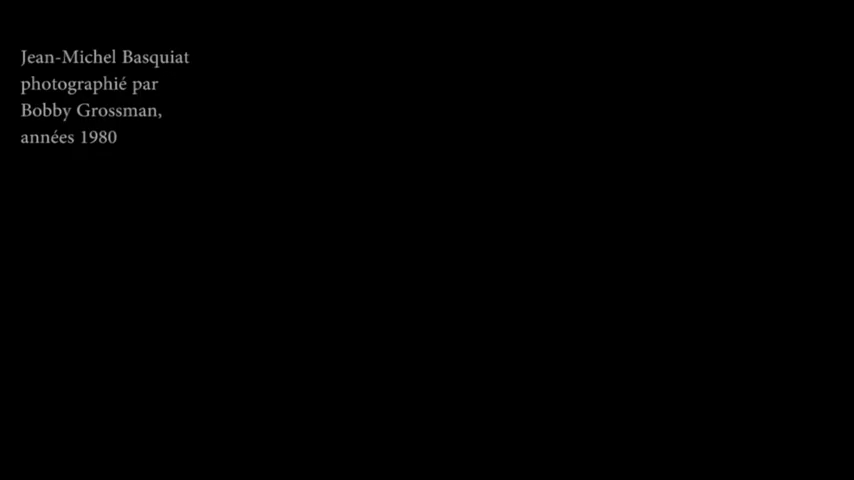 Jean-Michel Basquiat
photographié par
Bobby Grossman,
années 1980